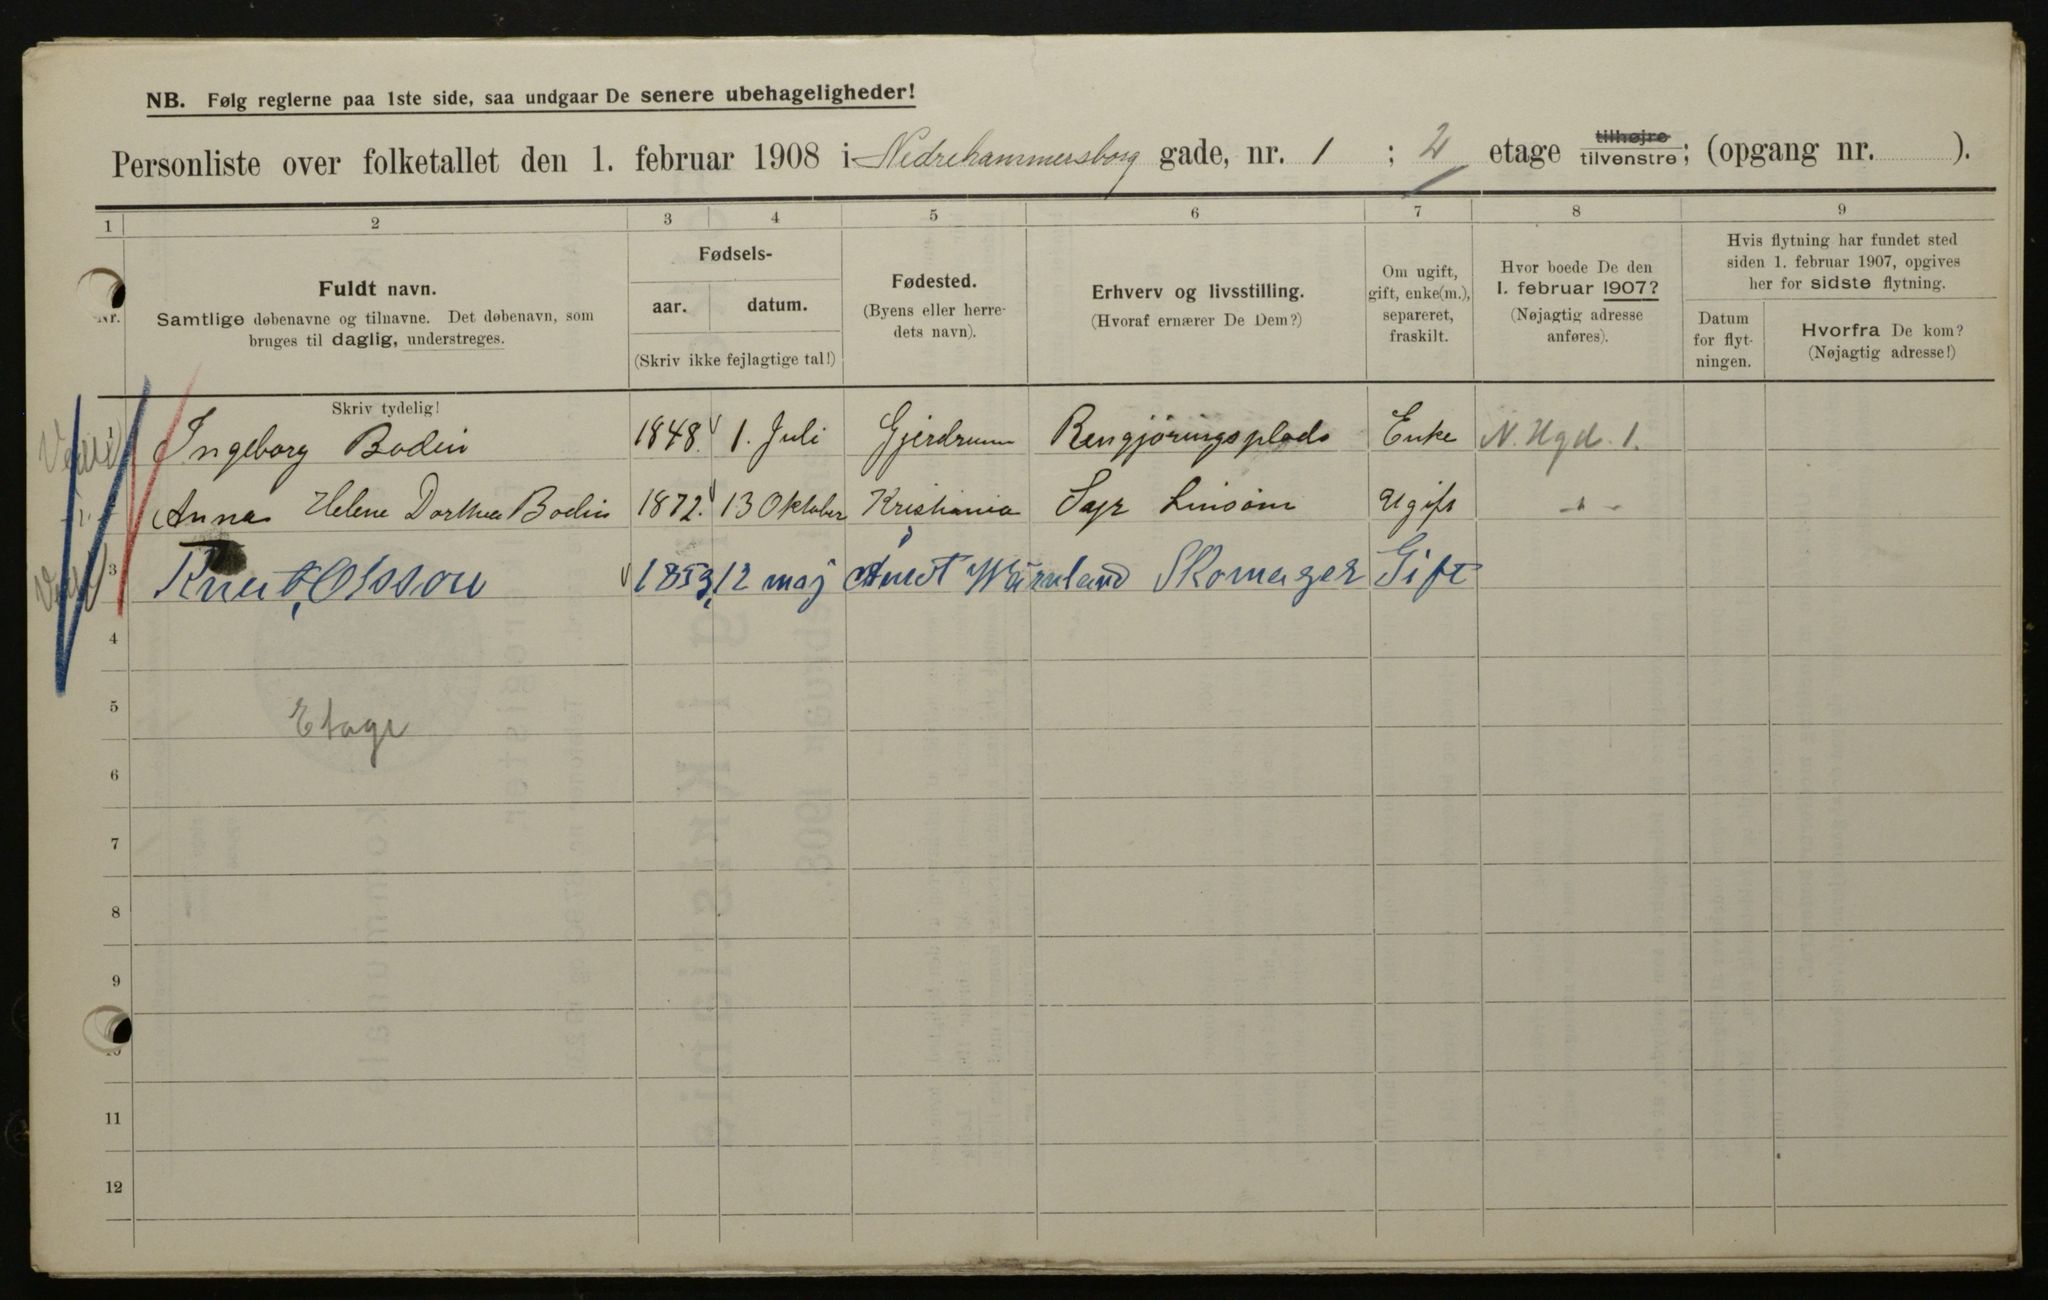 NB. Følg reglerne paa 1ste side, saa undgaar De senere ubehageligheder!
Personliste over folketallet den 1. februar 1908 i Nedrehammersborg gade, nr. 1 ; 2 etage tilhøjre tilvenstre; (opgang nr. ).
1 2 3 4 5 6 7 8 9
Nr.
Fuldt navn.
Samtlige døbenavne og tilnavne. Det døbenavn, som
bruges til daglig, understreges.
Fødsels-
aar. datum.
(Skriv ikke fejlagtige tal!)
Fødested.
(Byens eller herre-
dets navn).
Erhverv og livsstilling.
(Hvoraf ernærer De Dem?)
Om ugift,
gift, enke(m.),
separeret,
fraskilt.
Hvor boede De den
1. februar 1907?
(Nøjagtig adresse
anføres).
Hvis flytning har fundet sted
siden 1. februar 1907, opgives
her for sidste flytning.
Datum
for flyt-
ningen.
Hvorfra De kom?
(Nøjagtig adresse!)
Skriv tydelig!
1 Ingeborg Bodin 1848. 1. Juli Gjerdrum Rengjøringsplads Enke N. Hgd. 1.
Anna Helene Dorthea Bodin 1872. 13 Oktober Kristiania Syr Linsøm Ugift
3 Knut Olsson 1853, 12 maj Wärmland Skomager Gift
4
5 Etage
6
7
8
9
10
11
12